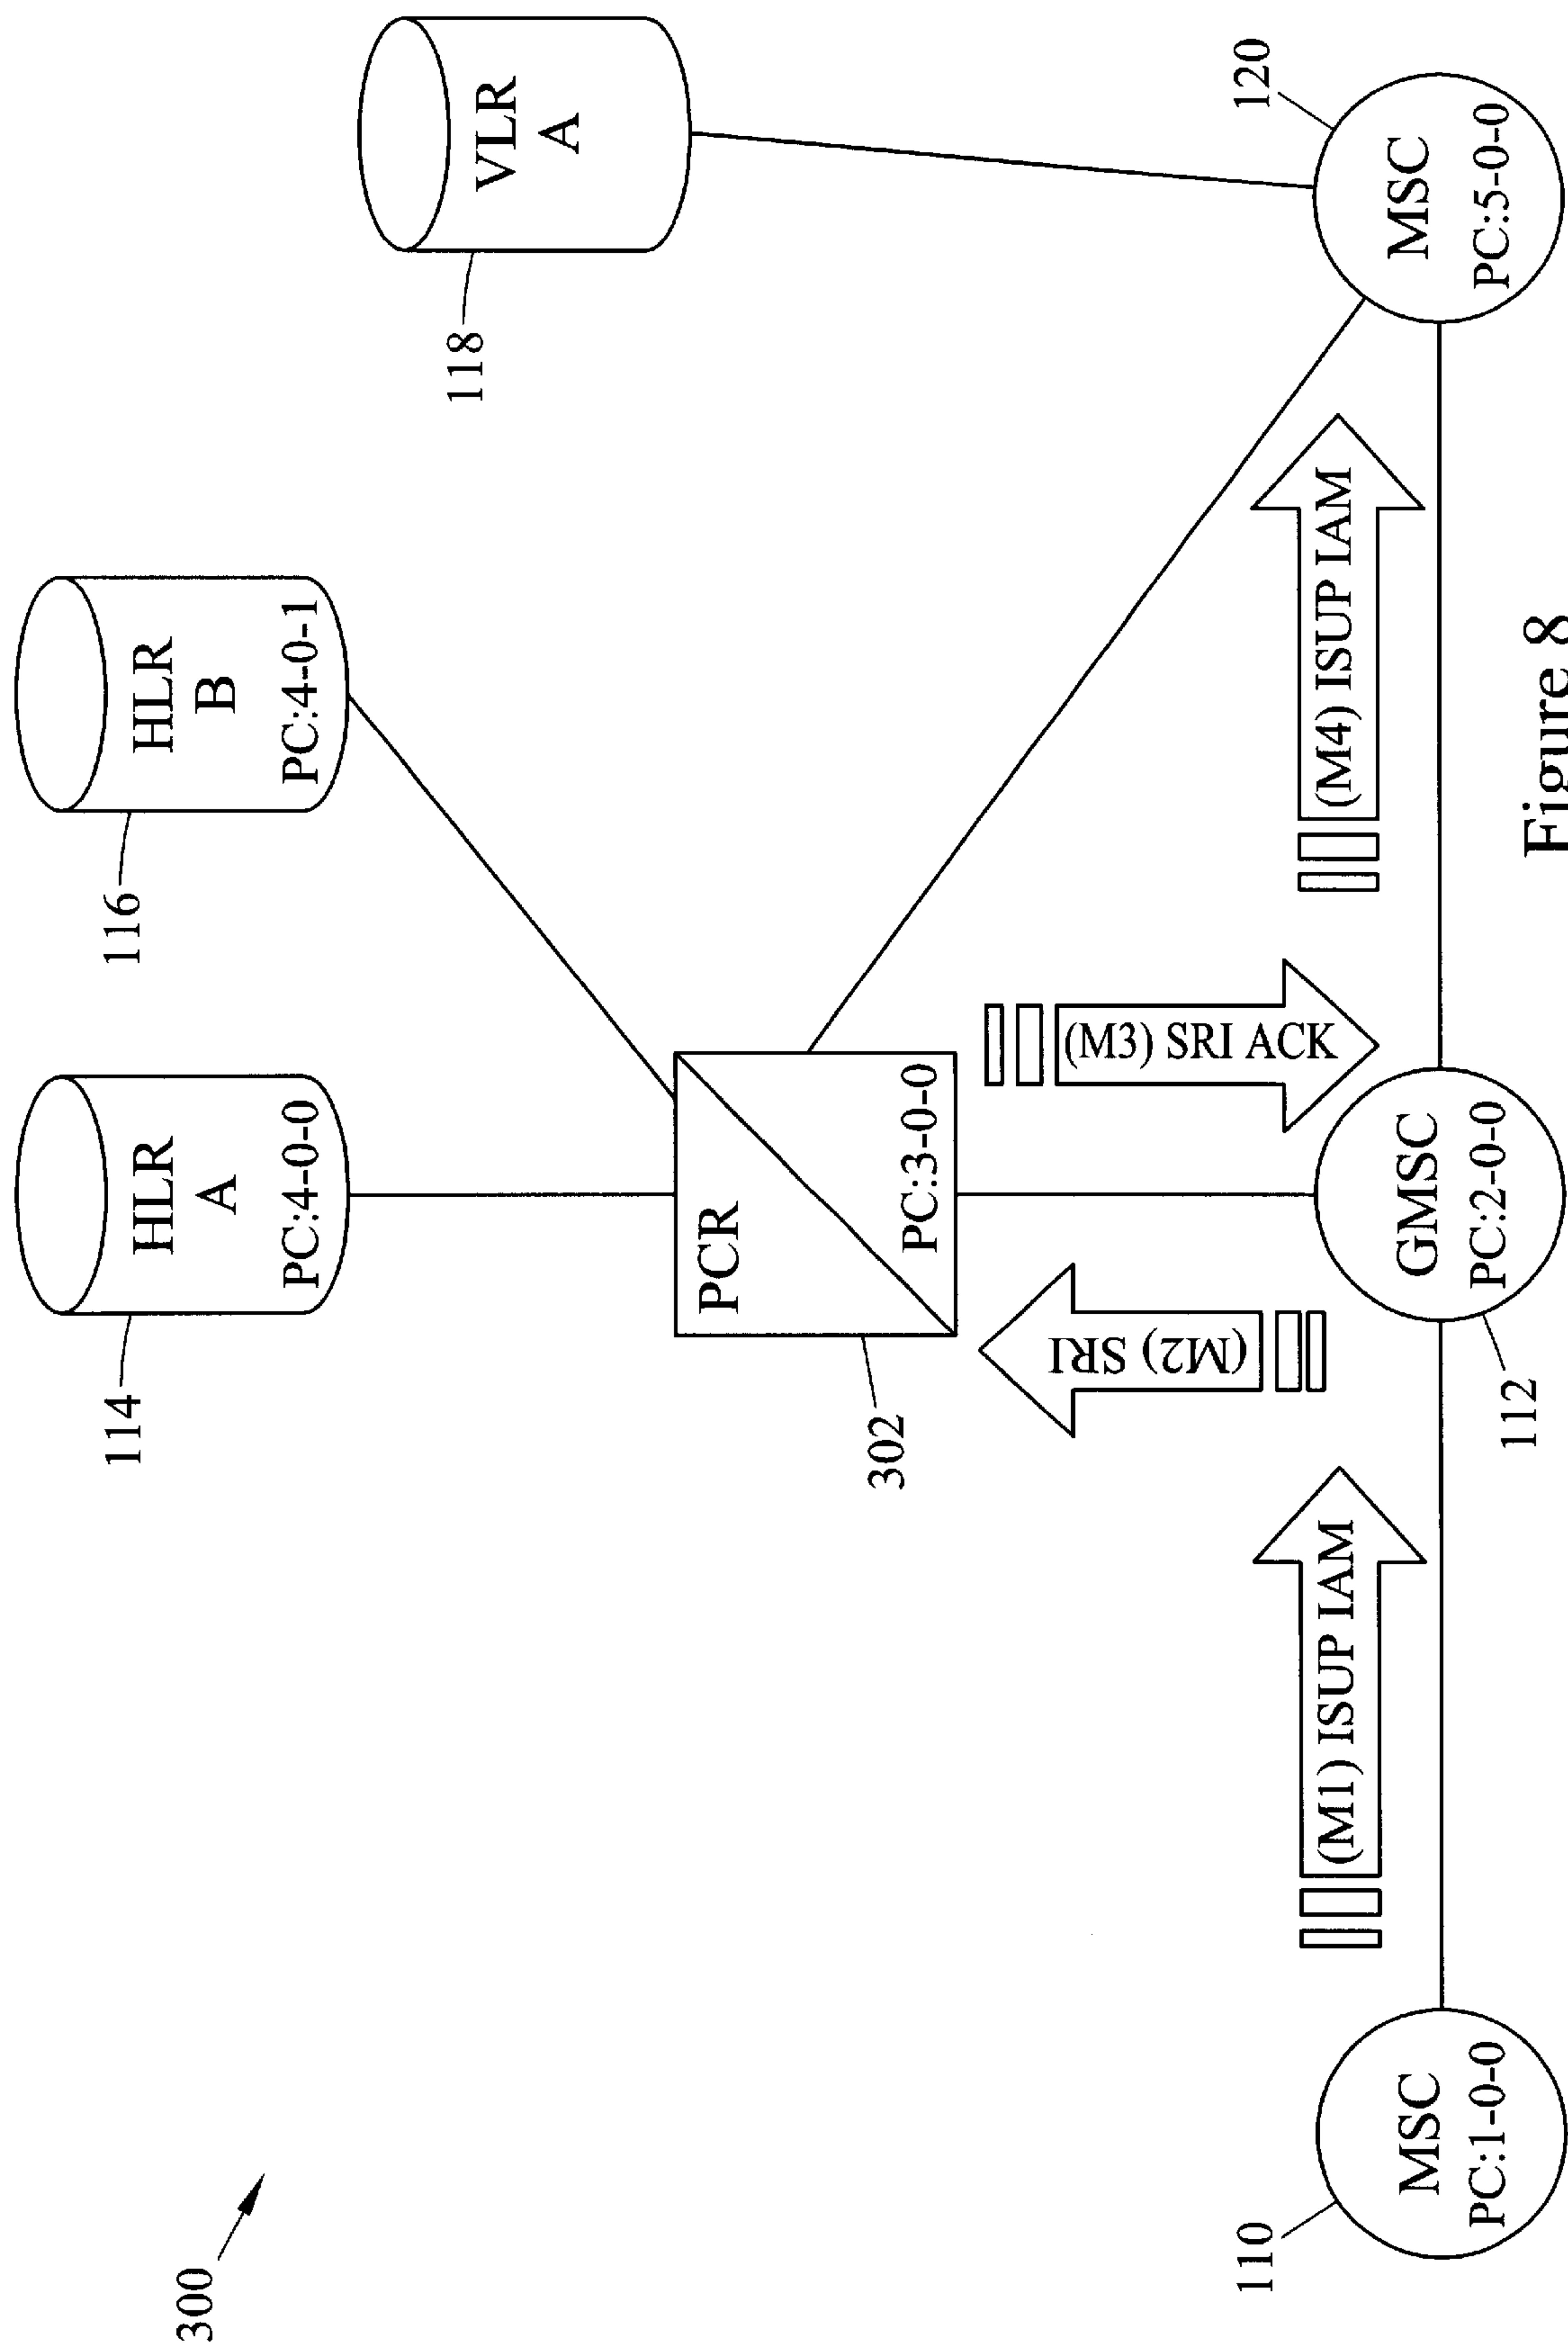 300
114
HLR
A
PC:4-0-0
116
HLR
B
PC:4-0-1
118
VLR
A
302
PCR
PC:3-0-0
(M1) ISUP IAM
(M2) SRI
(M3) SRI ACK
(M4) ISUP IAM
110
MSC
PC:1-0-0
112
GMSC
PC:2-0-0
120
MSC
PC:5-0-0
Figure 8